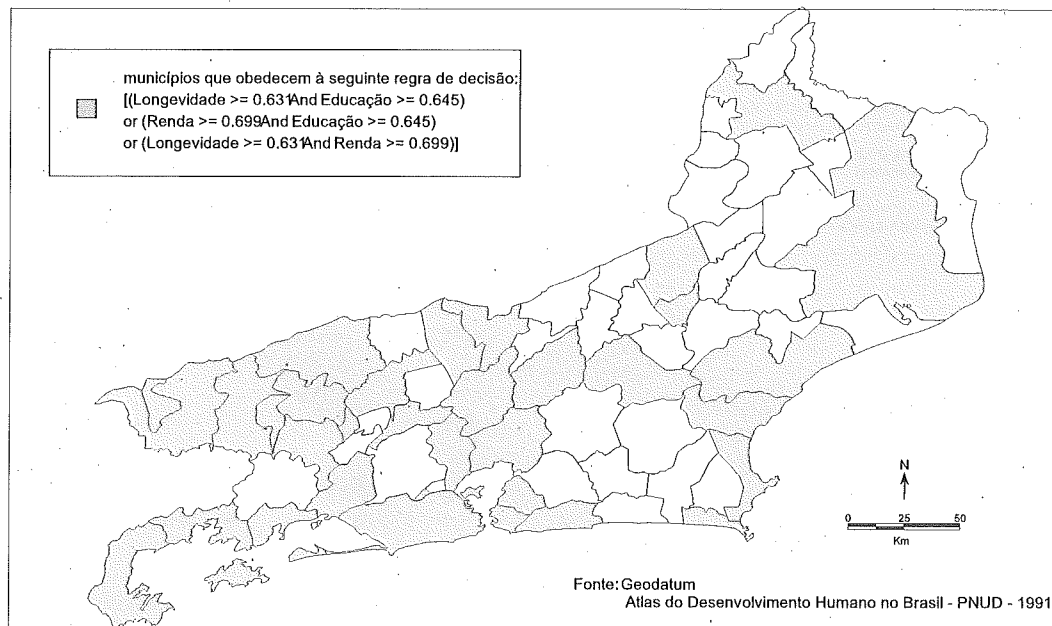 municípios que obedecem à seguinte regra de decisão:
[(Longevidade >= 0.631And Educação >= 0.645)
or (Renda >= 0.699And Educação >= 0.645)
or (Longevidade >= 0.631And Renda >= 0.699)]
N
0 25 50
Km
Fonte: Geodatum
Atlas do Desenvolvimento Humano no Brasil - PNUD - 1991